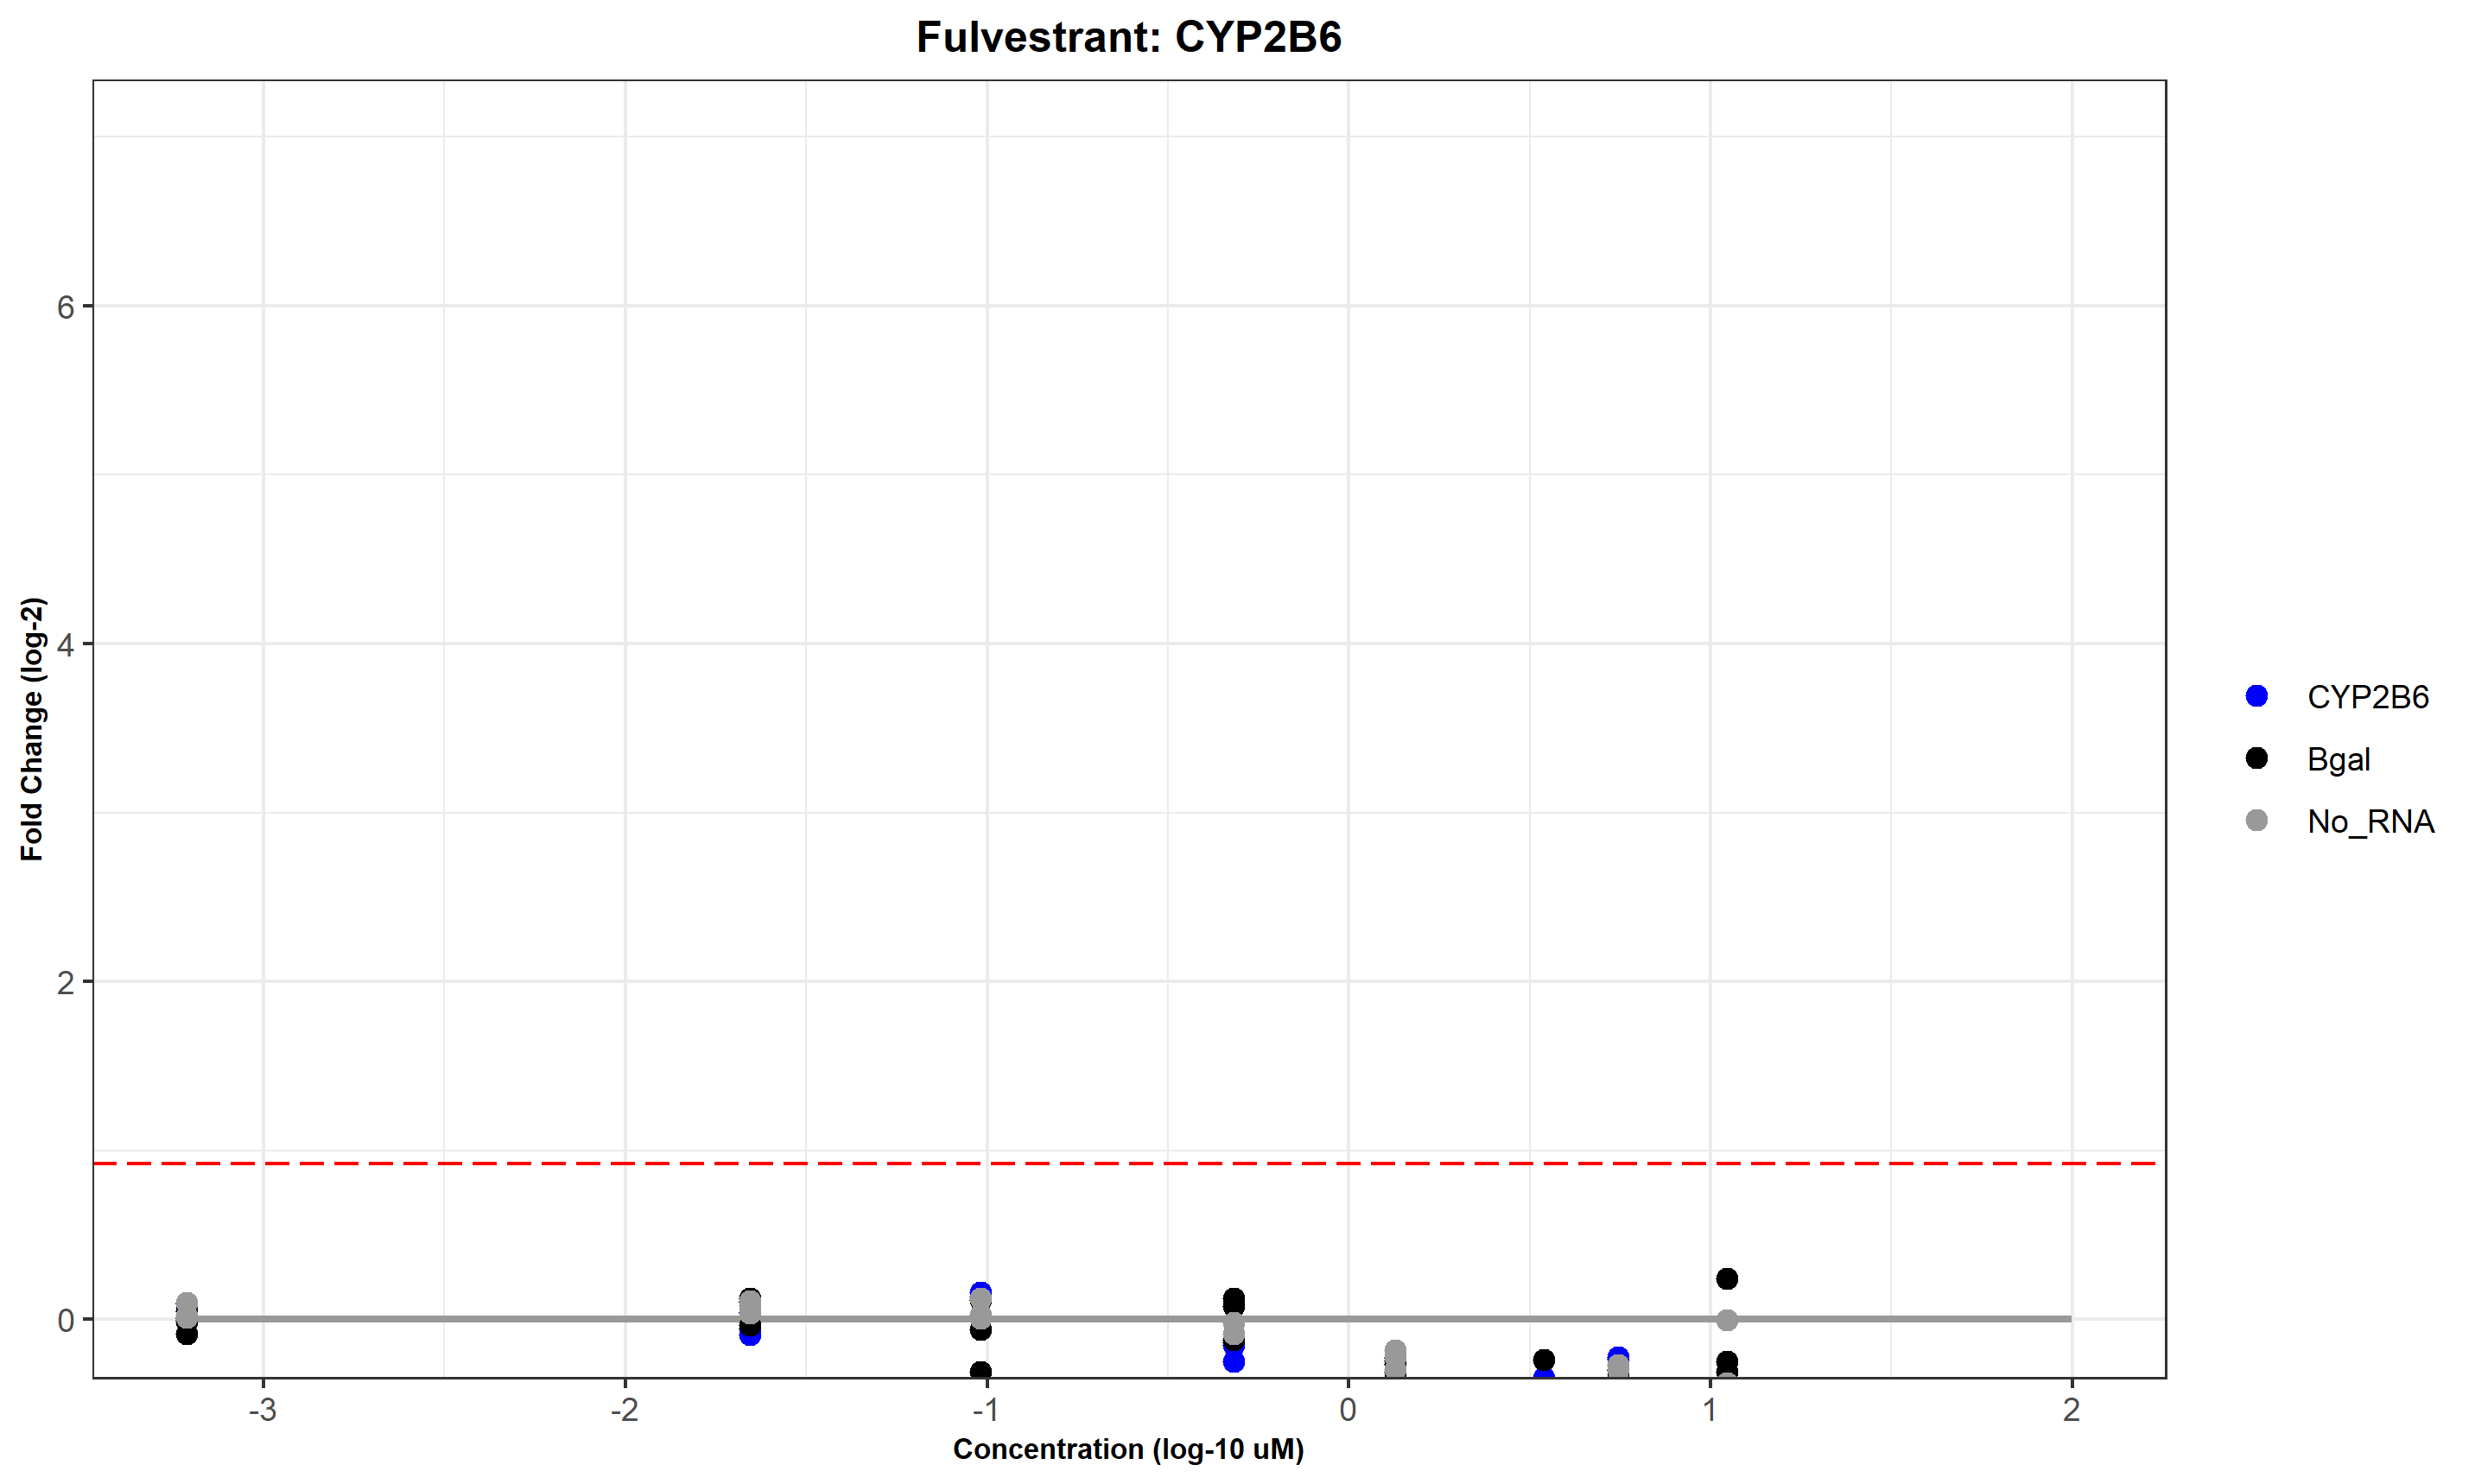 Fulvestrant: CYP2B6
Fold Change (log-2)
6
4
2
0
-3
-2
-1
0
1
2
Concentration (log-10 uM)
CYP2B6
Bgal
No_RNA